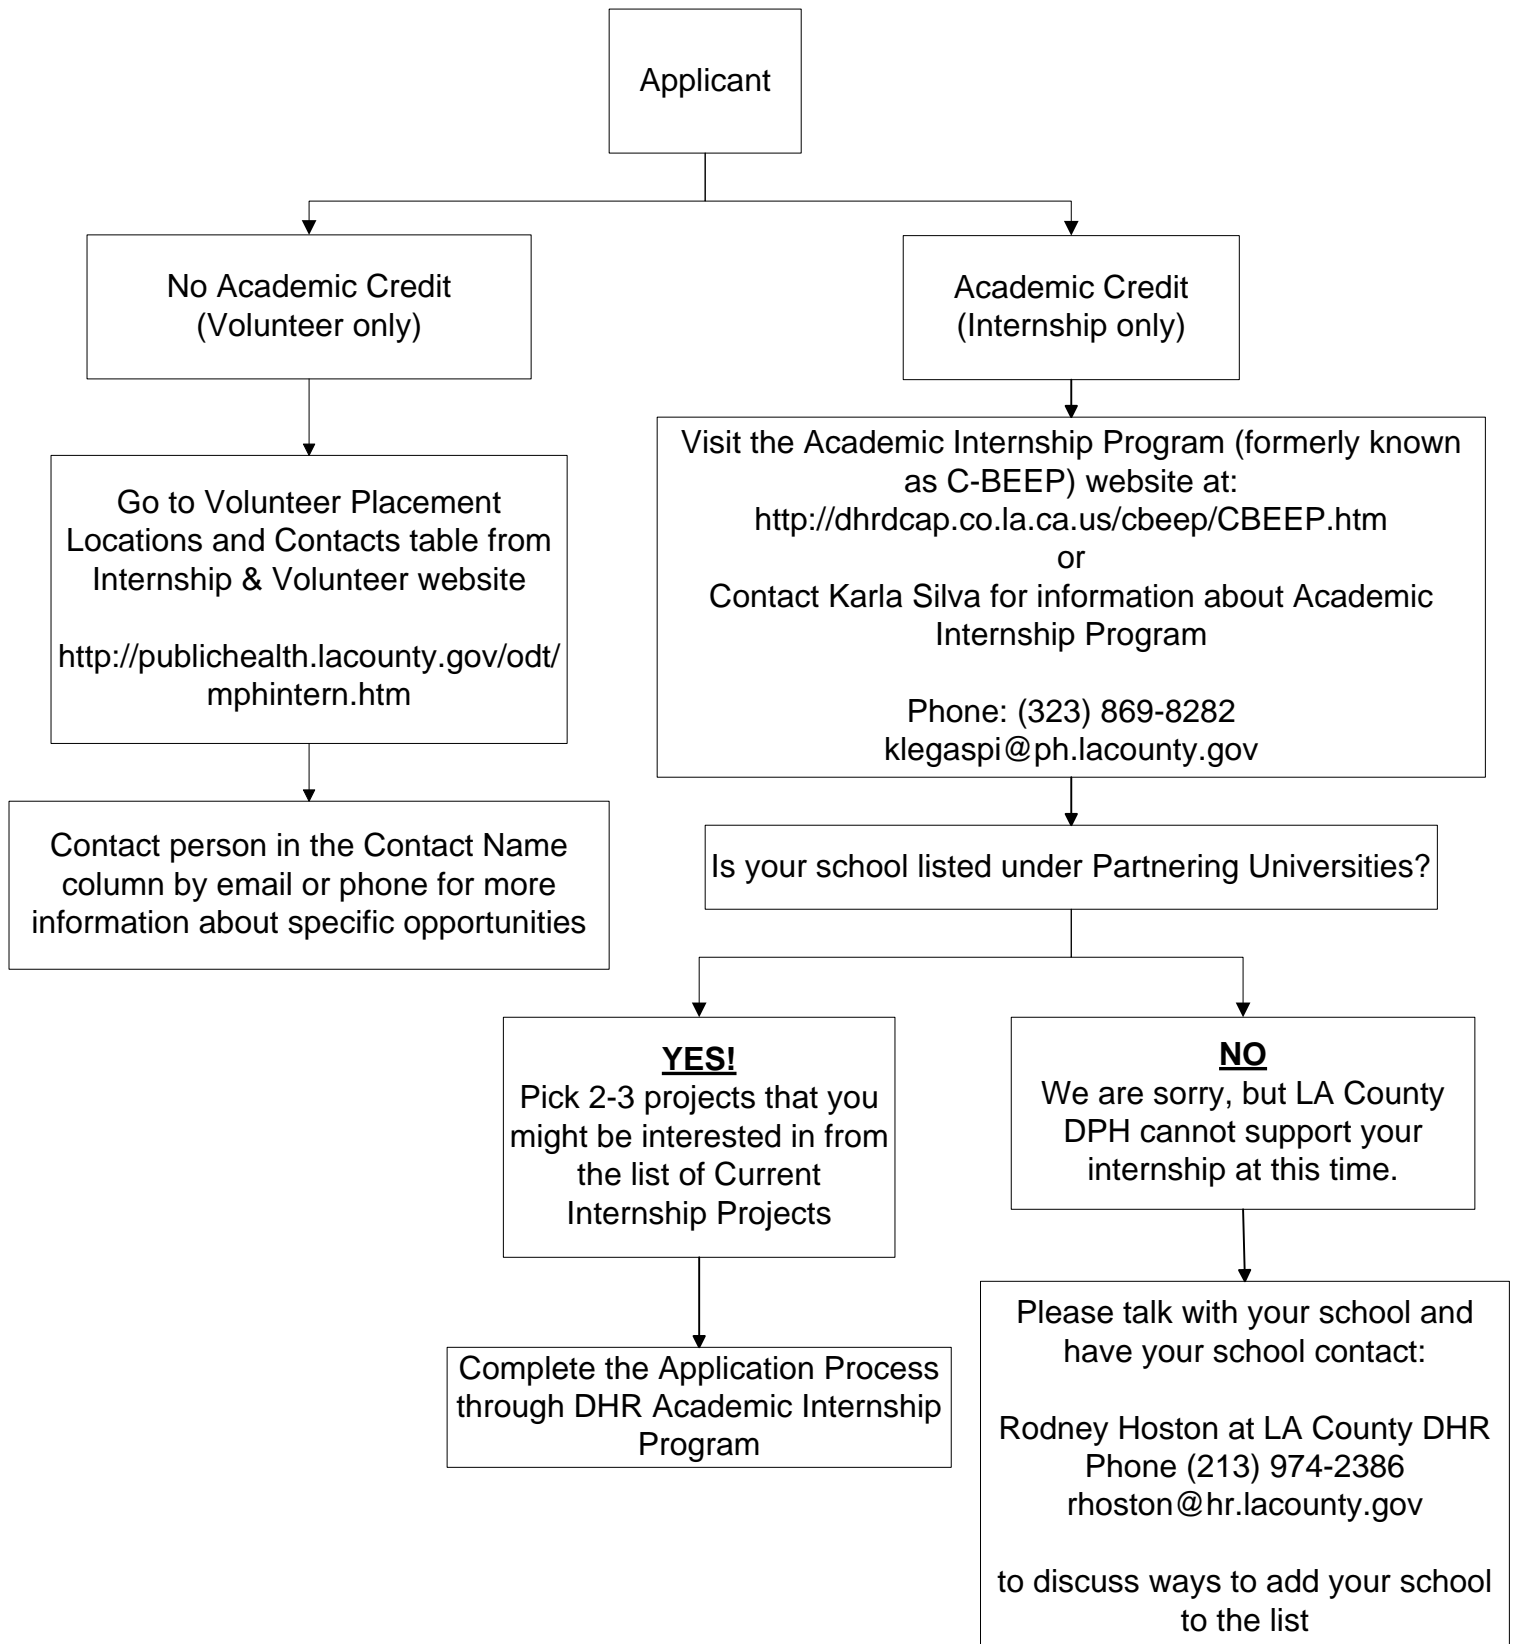 Applicant
No Academic Credit
(Volunteer only)
Academic Credit
(Internship only)
Go to Volunteer Placement
Locations and Contacts table from
Internship & Volunteer website
http://publichealth.lacounty.gov/odt/
mphintern.htm
Contact person in the Contact Name
column by email or phone for more
information about specific opportunities
Visit the Academic Internship Program (formerly known
as C-BEEP) website at:
http://dhrdcap.co.la.ca.us/cbeep/CBEEP.htm
or
Contact Karla Silva for information about Academic
Internship Program
Phone: (323) 869-8282
klegaspi@ph.lacounty.gov
Is your school listed under Partnering Universities?
YES!
Pick 2-3 projects that you
might be interested in from
the list of Current
Internship Projects
Complete the Application Process
through DHR Academic Internship
Program
NO
We are sorry, but LA County
DPH cannot support your
internship at this time.
Please talk with your school and
have your school contact:
Rodney Hoston at LA County DHR
Phone (213) 974-2386
rhoston@hr.lacounty.gov
to discuss ways to add your school
to the list